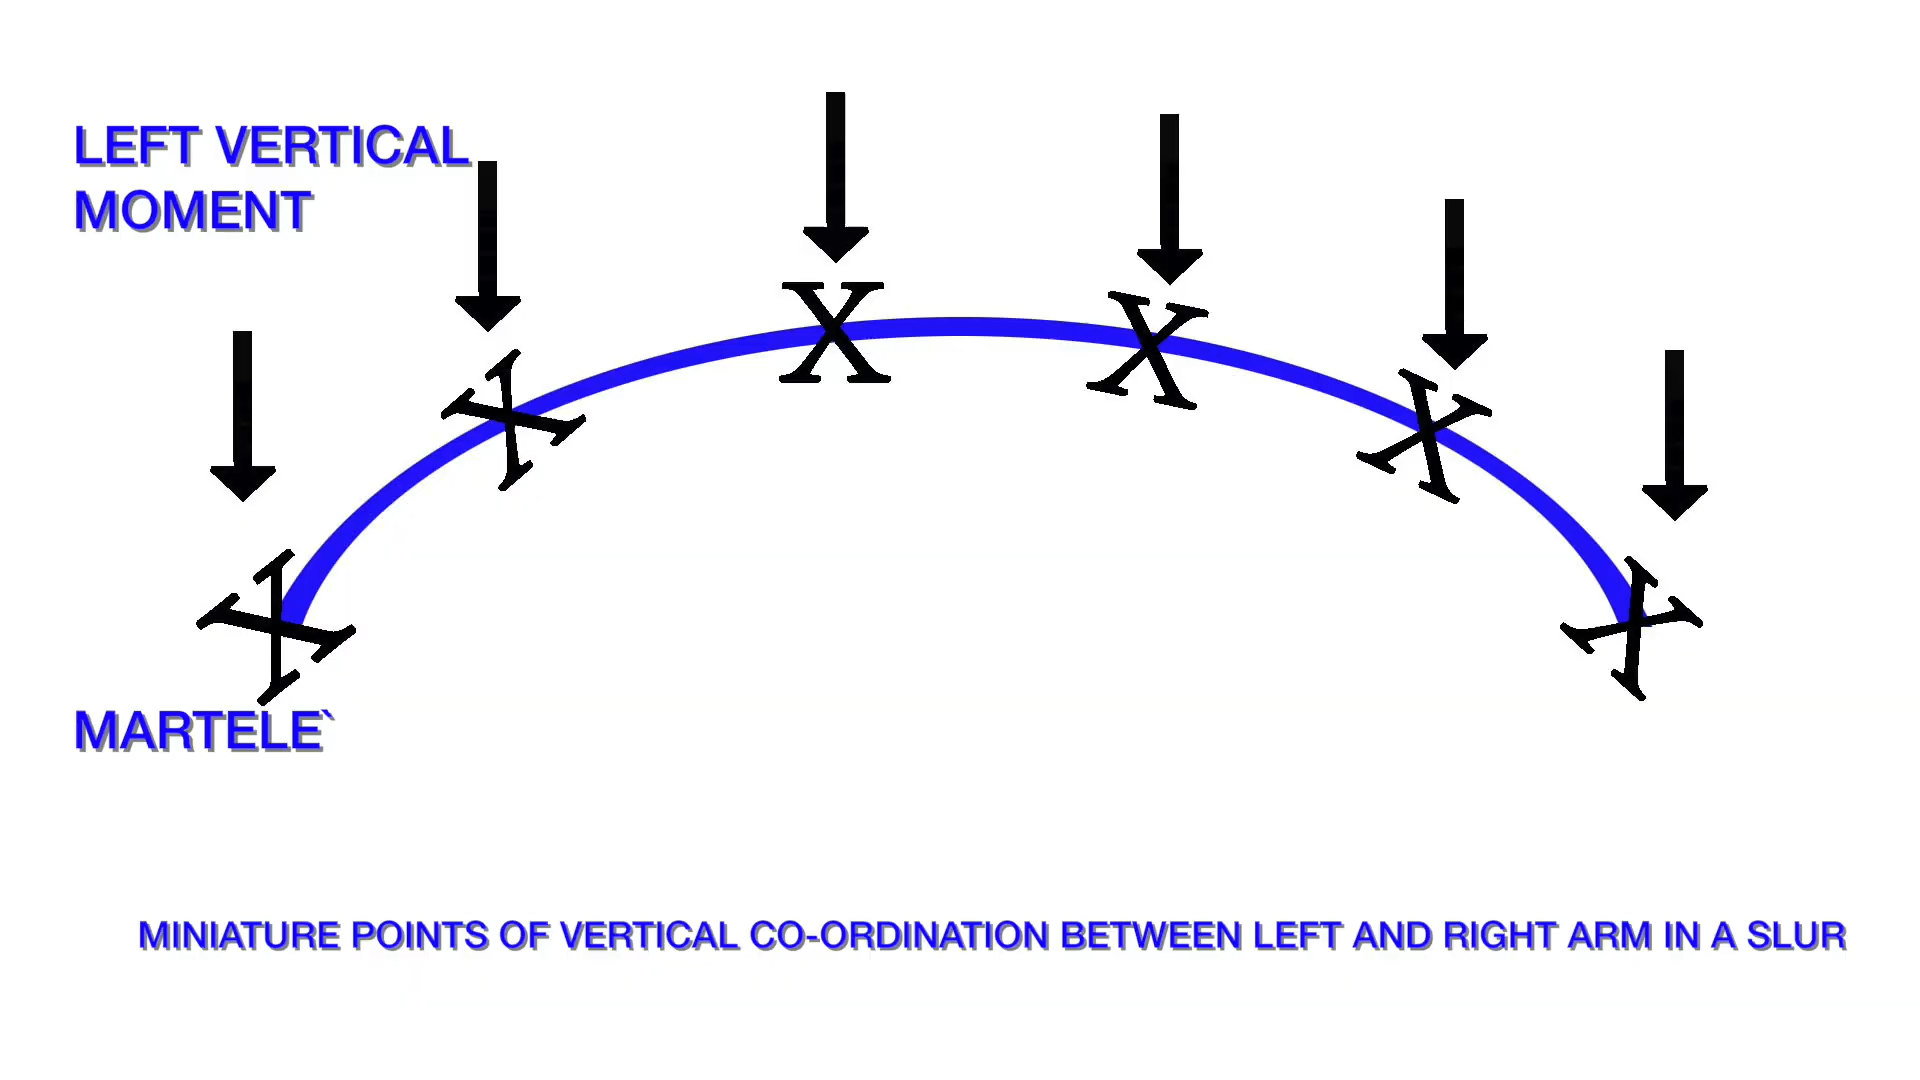 LEFT VERTICAL
MOMENT
X X X X X X
MARTELE`
MINIATURE POINTS OF VERTICAL CO-ORDINATION BETWEEN LEFT AND RIGHT ARM IN A SLUR